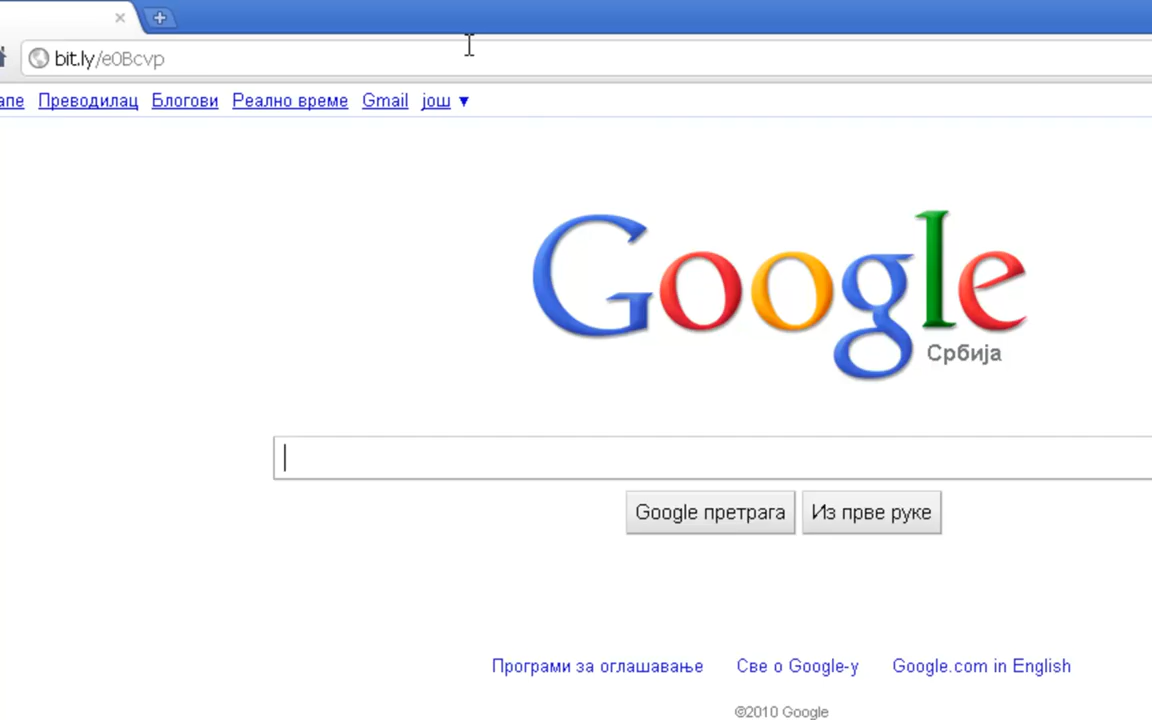 bit.ly/e0Bcvp
Преводилац Блогови Реално време Gmail још ▼
Google
Србија
Google претрага Из прве руке
Програми за оглашавање Све о Google-у Google.com in English
©2010 Google